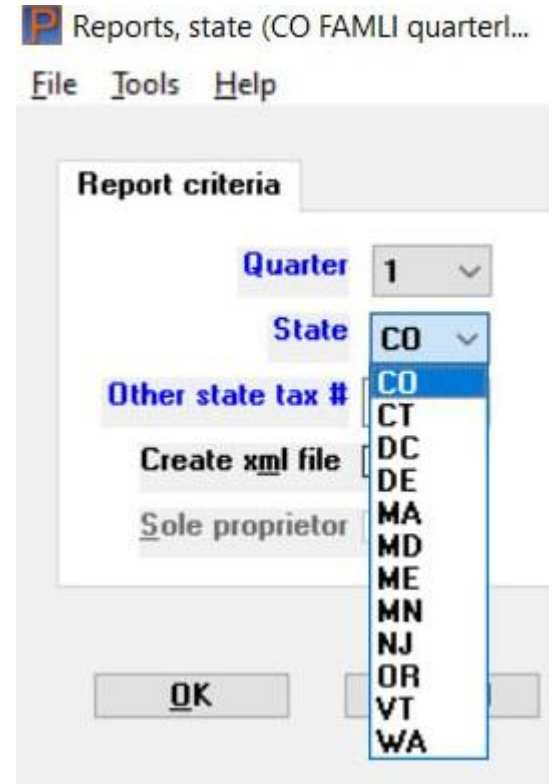 P Reports, state (CO FAMLI quarterl...
File Tools Help
Report criteria
Quarter 1
State CO
Other state tax #
Create xml file
Sole proprietor
CO
CT
DC
DE
MA
MD
ME
MN
NJ
OR
VT
WA
OK